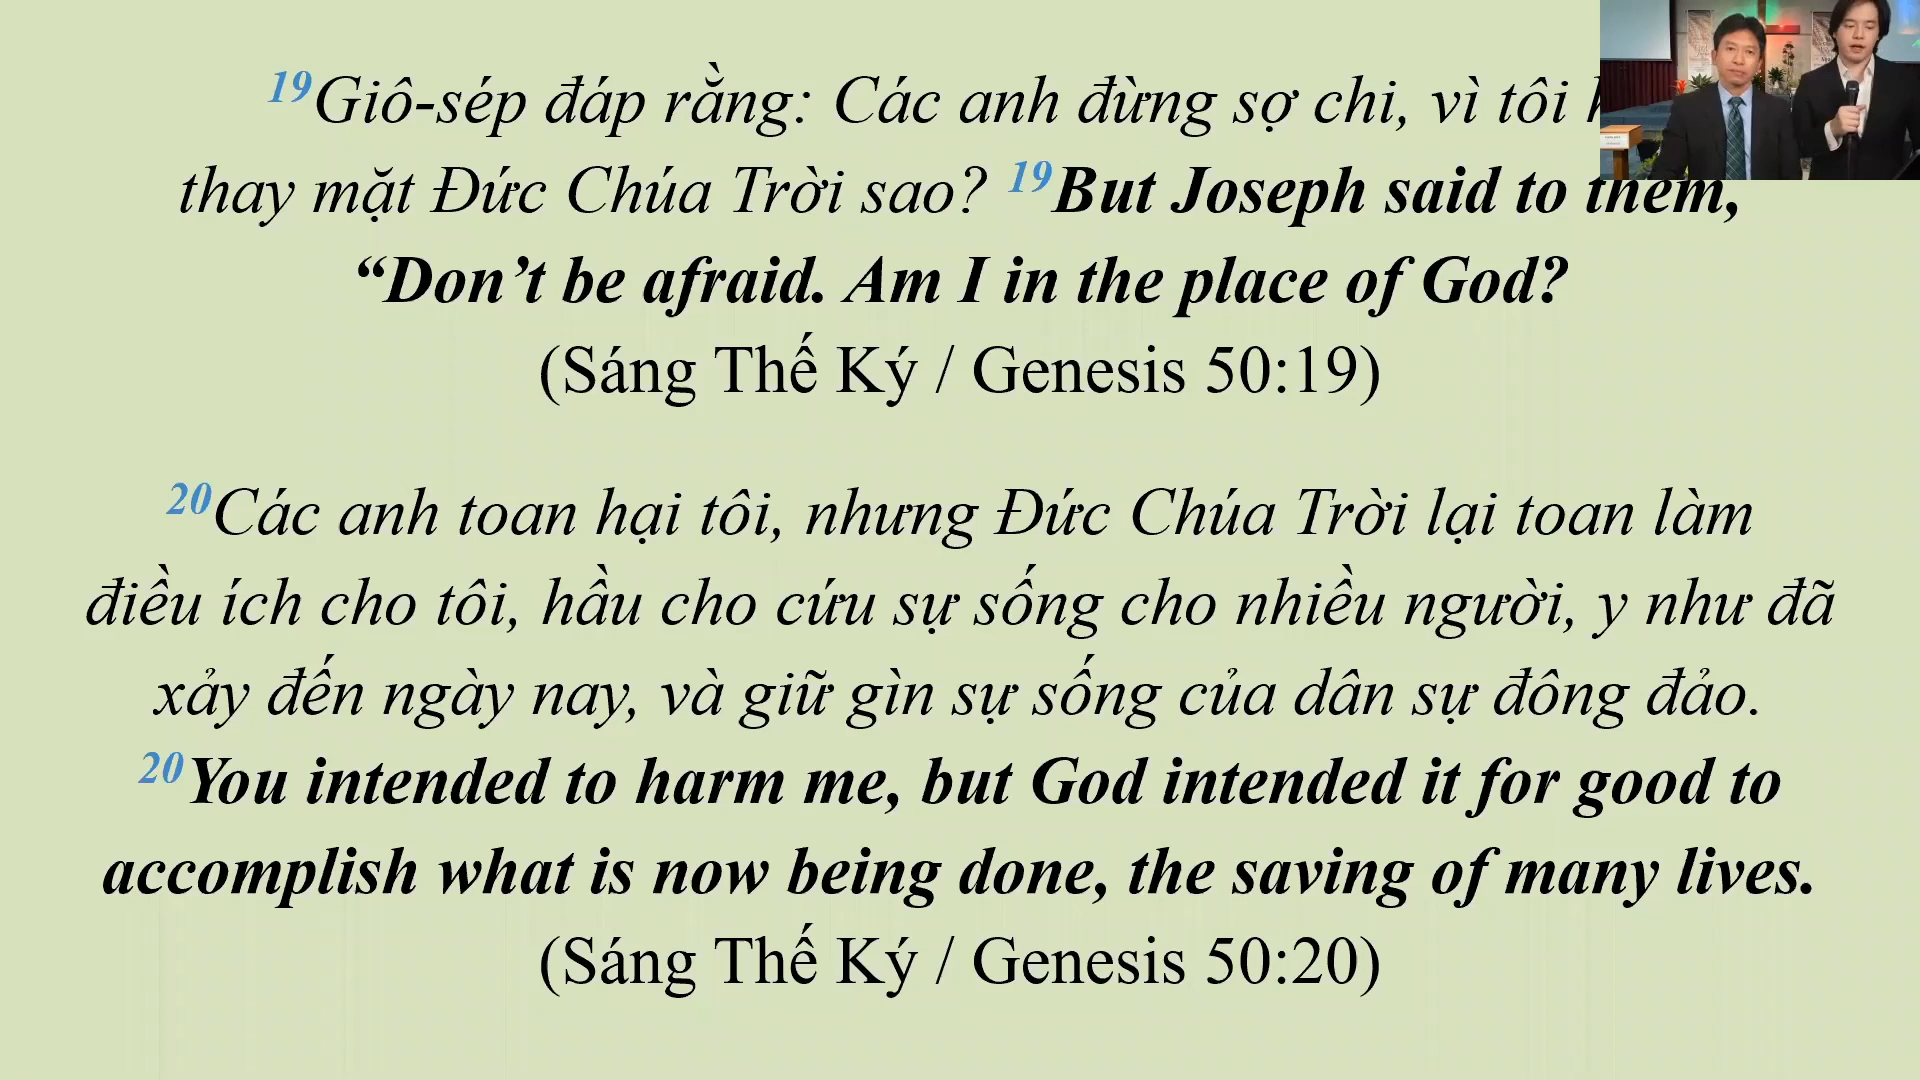 19Giô-sép đáp rằng: Các anh đừng sợ chi, vì tôi
thay mặt Đức Chúa Trời sao? 19But Joseph said to them,
“Don’t be afraid. Am I in the place of God?
(Sáng Thế Ký / Genesis 50:19)
20Các anh toan hại tôi, nhưng Đức Chúa Trời lại toan làm
điều ích cho tôi, hầu cho cứu sự sống cho nhiều người, y như đã
xảy đến ngày nay, và giữ gìn sự sống của dân sự đông đảo.
20You intended to harm me, but God intended it for good to
accomplish what is now being done, the saving of many lives.
(Sáng Thế Ký / Genesis 50:20)